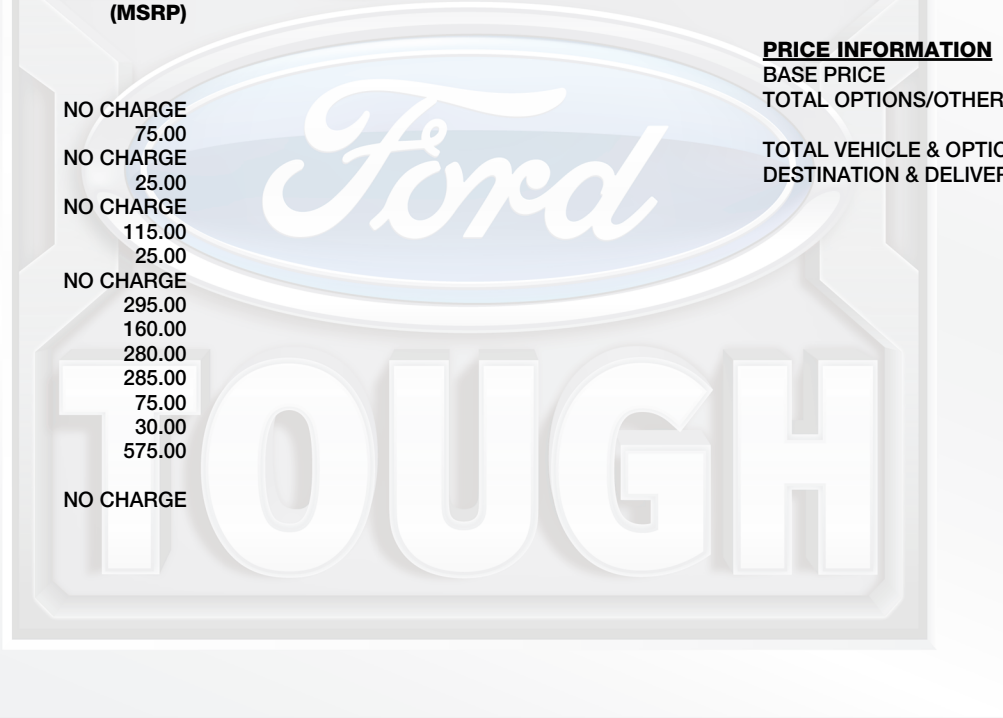 (MSRP)
NO CHARGE
75.00
NO CHARGE
25.00
NO CHARGE
115.00
25.00
NO CHARGE
295.00
160.00
280.00
285.00
75.00
30.00
575.00
NO CHARGE
PRICE INFORMATION
BASE PRICE
TOTAL OPTIONS/OTHER
TOTAL VEHICLE & OPTIO
DESTINATION & DELIVER
Ford
TOUGH